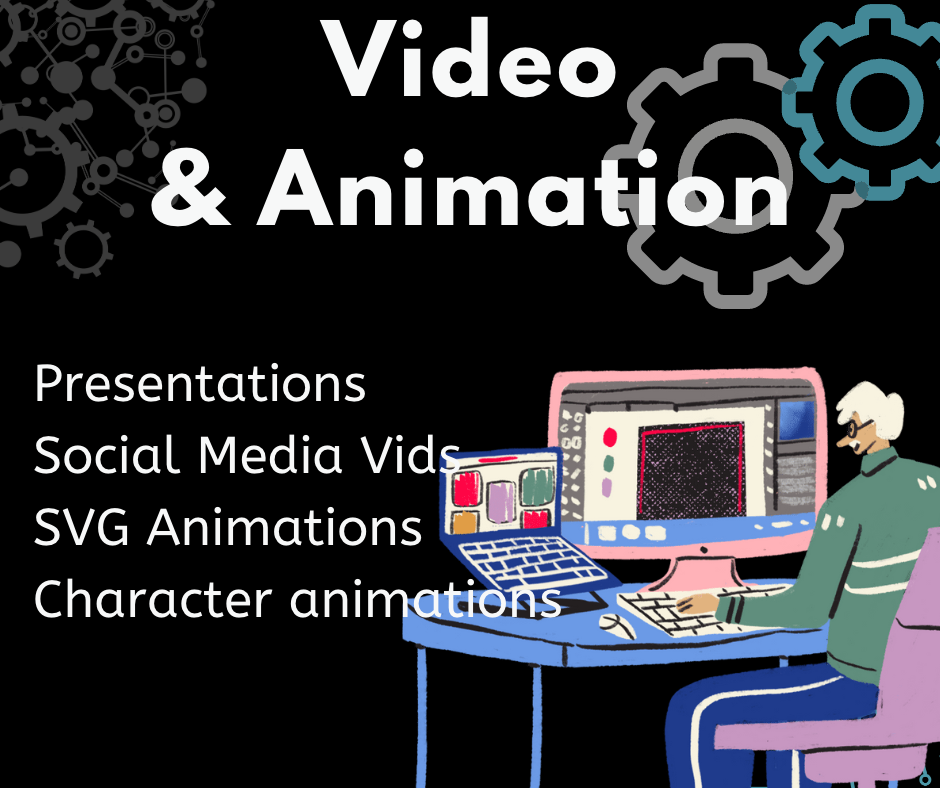 Video
& Animation
Presentations
Social Media Vids
SVG Animations
Character animations